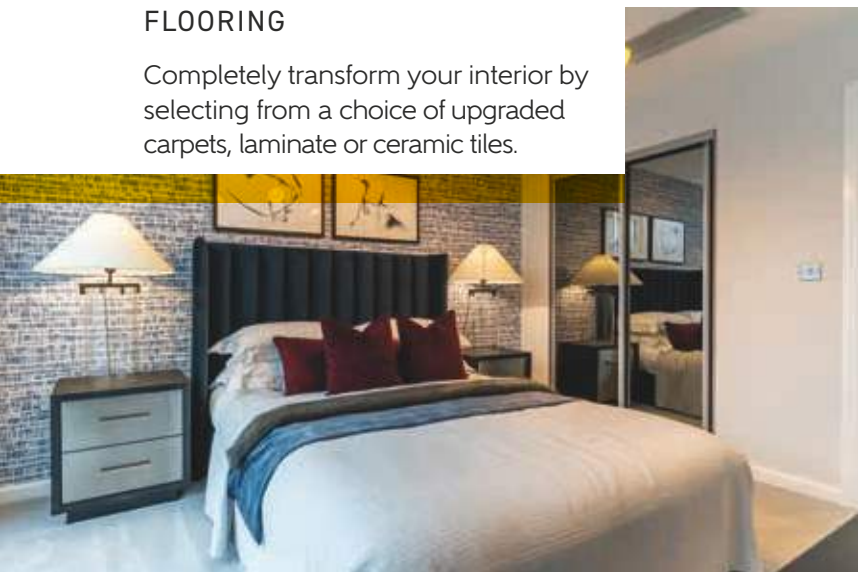 FLOORING
Completely transform your interior by
selecting from a choice of upgraded
carpets, laminate or ceramic tiles.